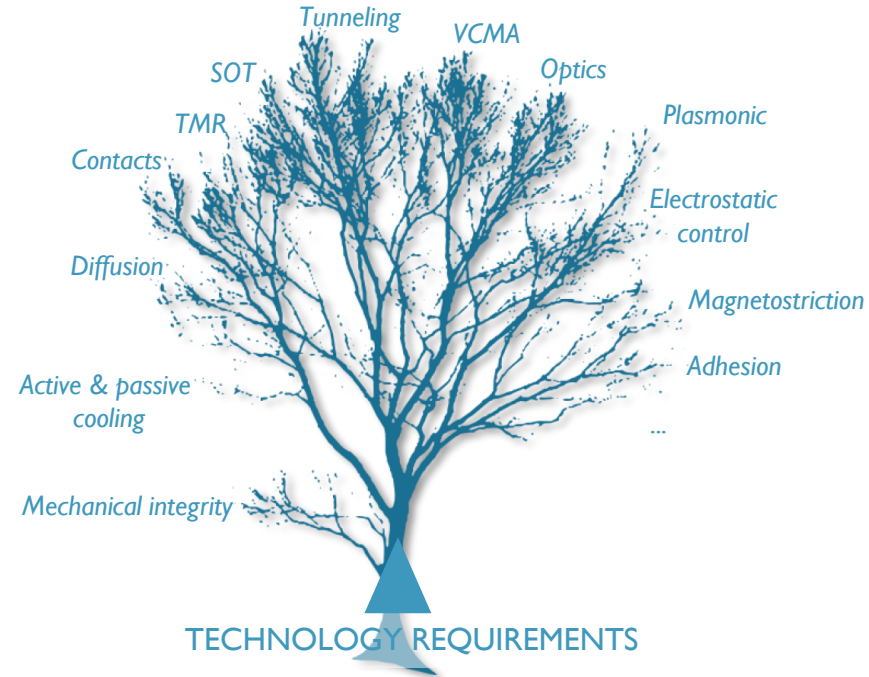 Tunneling
VCMA
SOT
Optics
TMR
Plasmonic
Contacts
Electrostatic
control
Diffusion
Magnetostriction
Adhesion
Active & passive
cooling
...
Mechanical integrity
TECHNOLOGY REQUIREMENTS